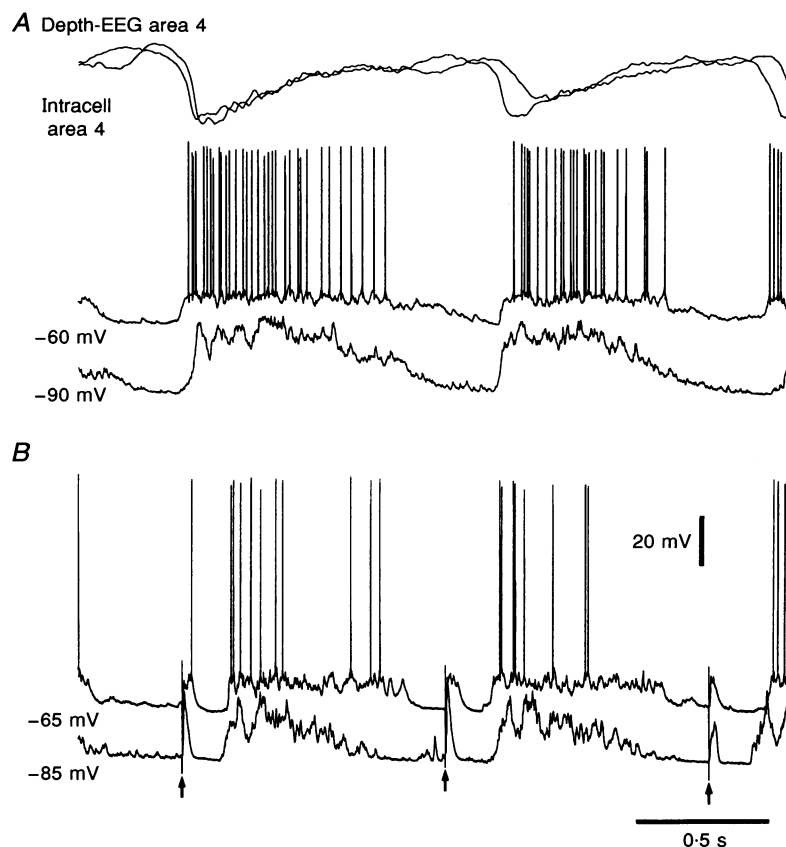 A Depth-EEG area 4
Intracell
area 4
−60 mV
−90 mV
B
20 mV
−65 mV
−85 mV
0·5 s